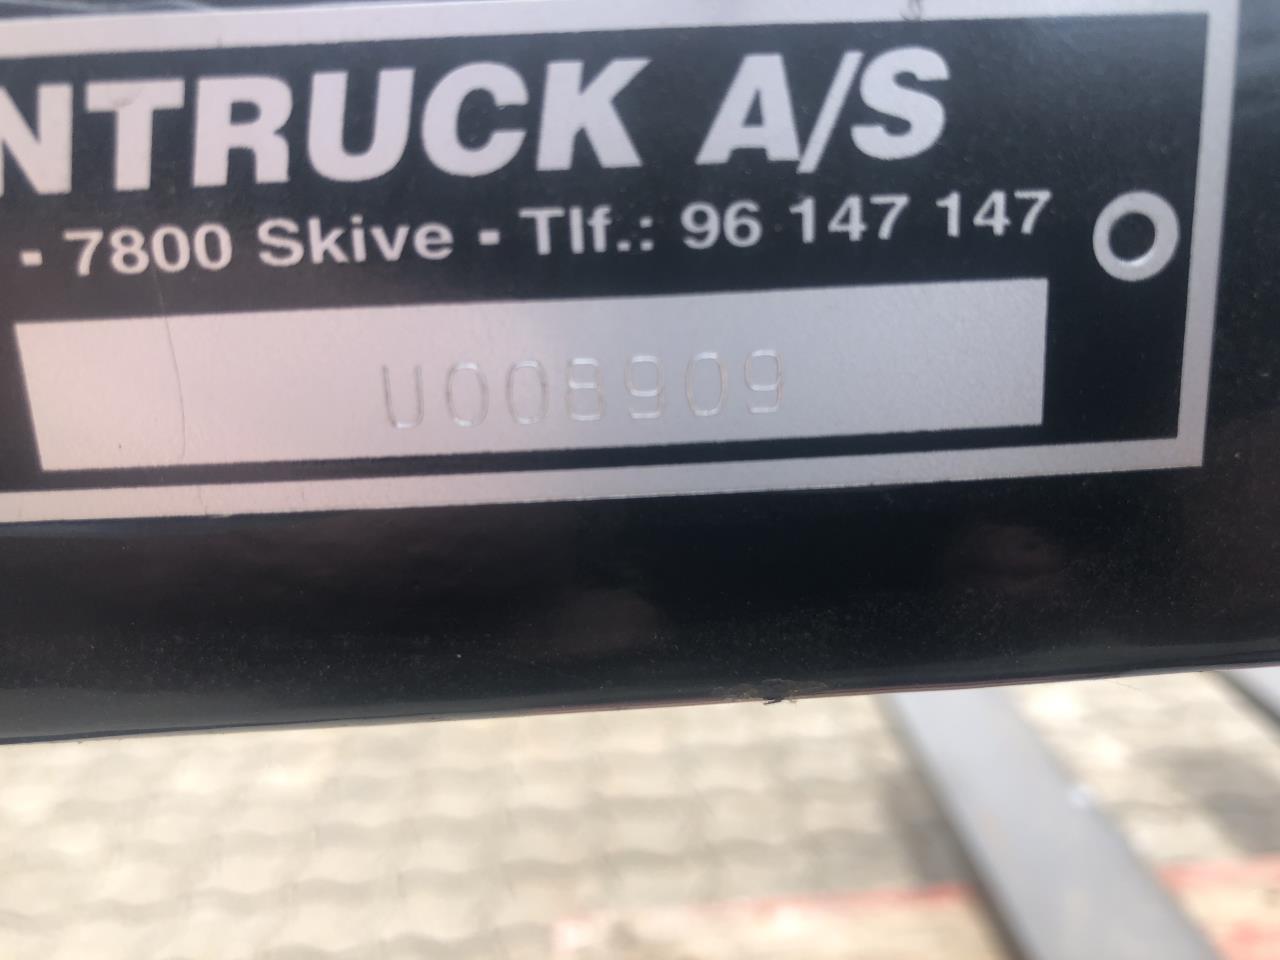 NTRUCK A/S
- 7800 Skive - Tlf.: 96 147 147
U008909